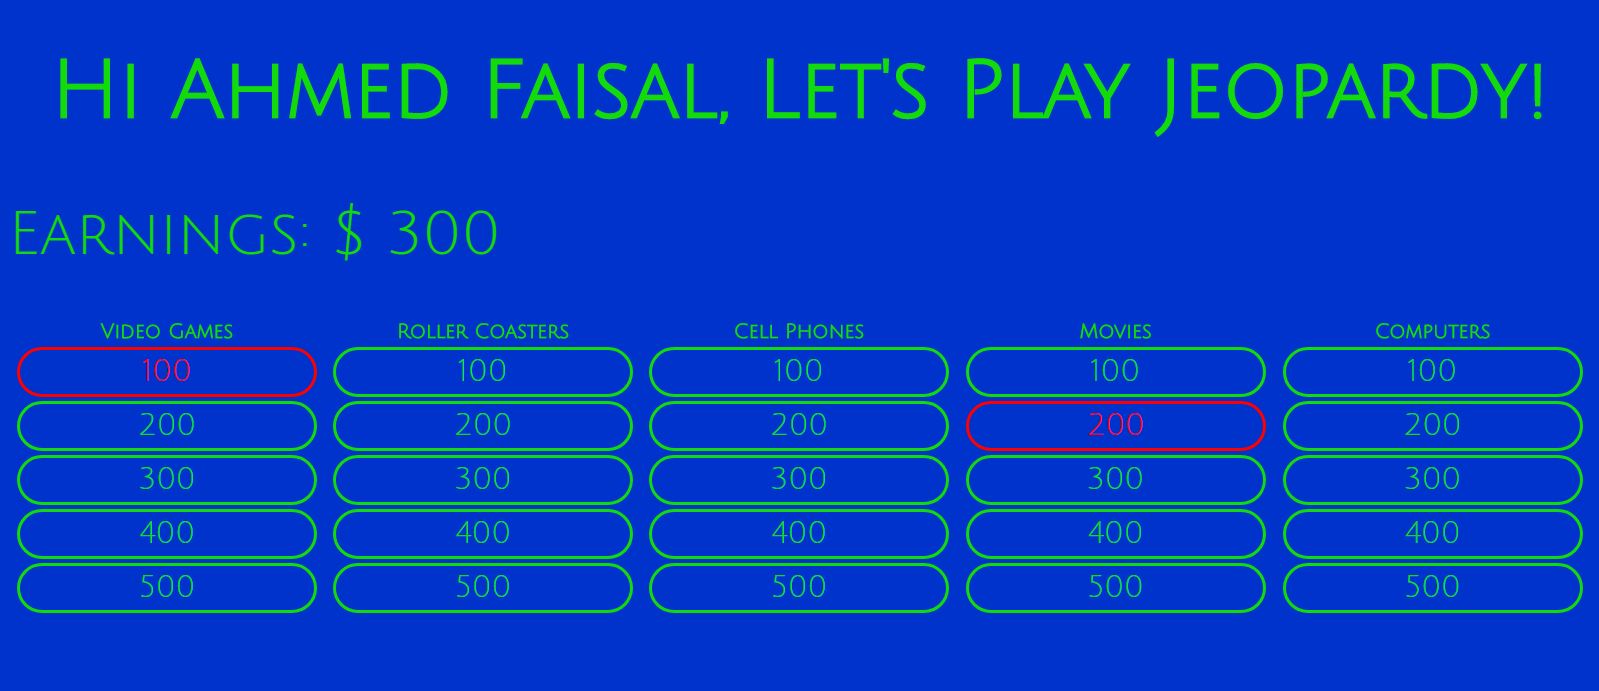 Hi Ahmed Faisal, Let's Play Jeopardy!
Earnings: $ 300
Video Games Roller Coasters Cell Phones Movies Computers
100 100 100 100 100
200 200 200 200 200
300 300 300 300 300
400 400 400 400 400
500 500 500 500 500